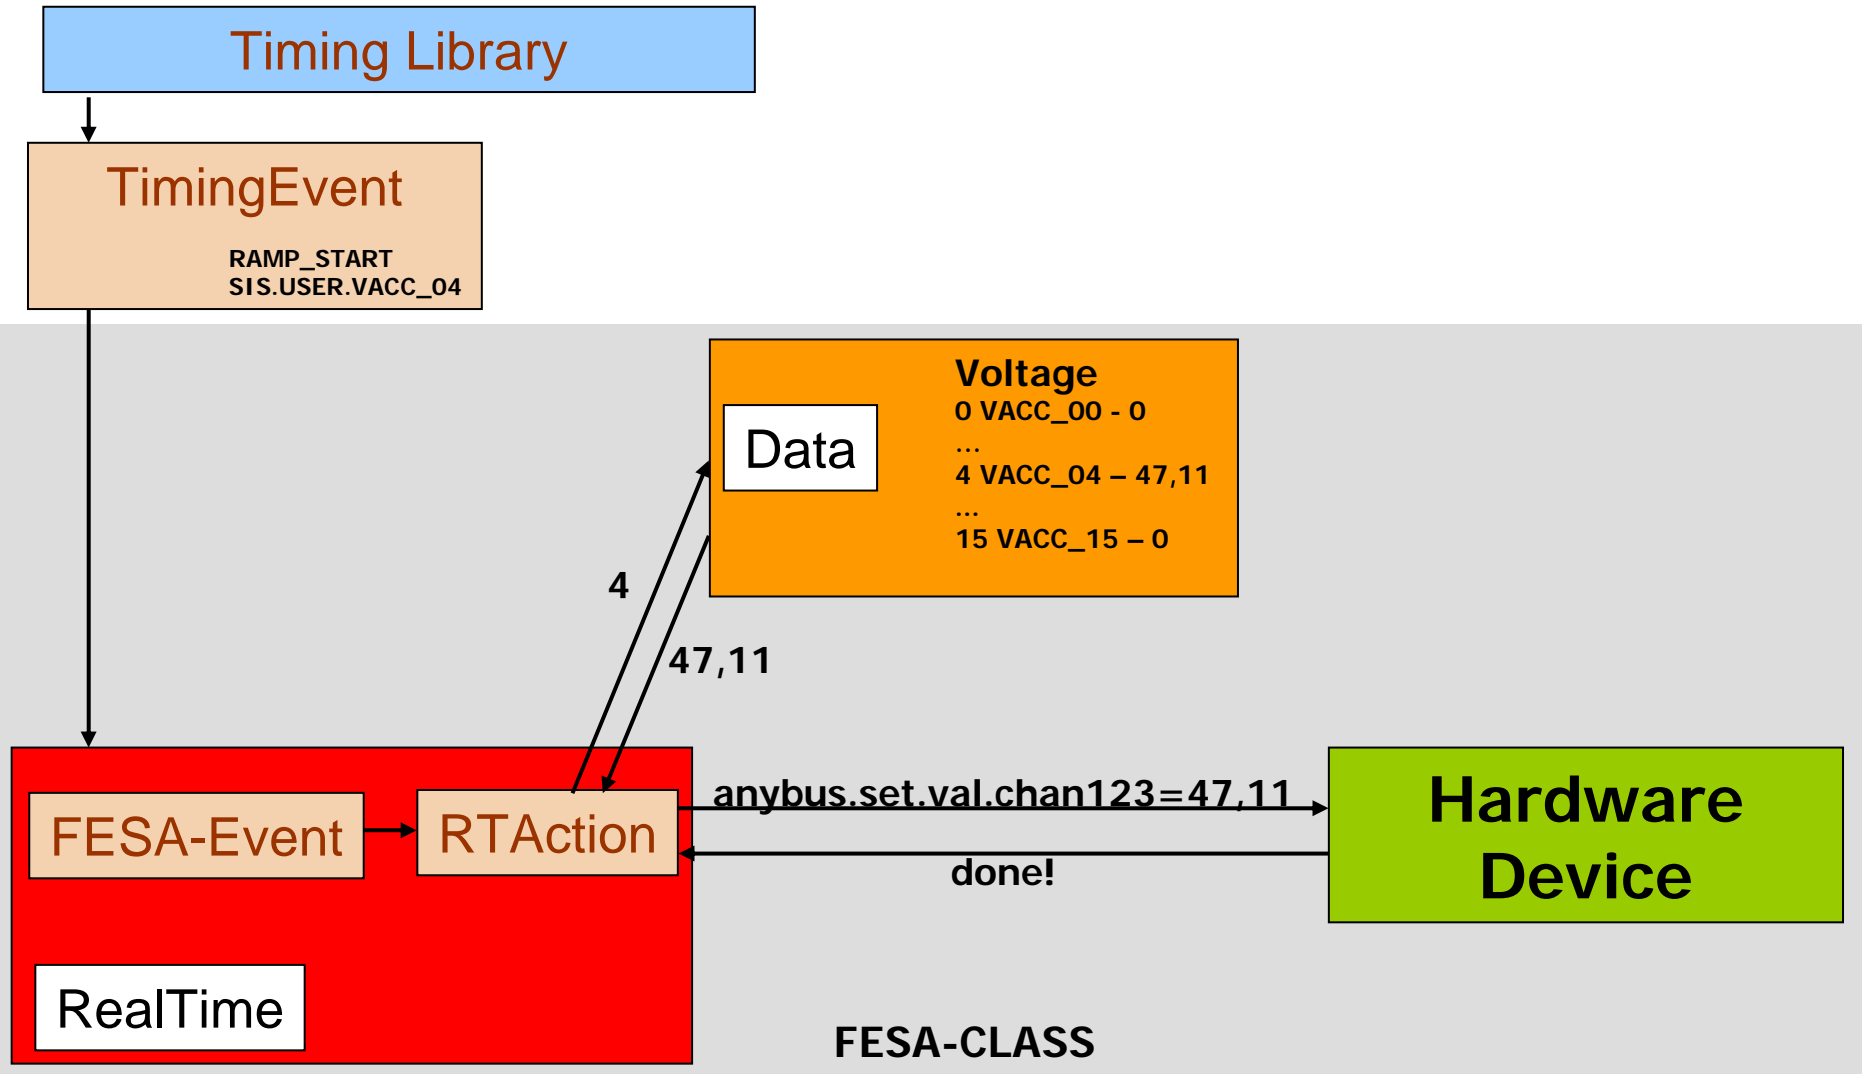 Timing Library
TimingEvent
RAMP_START
SIS.USER.VACC_04
Voltage
0 VACC_00 - 0
...
4 VACC_04 – 47,11
...
15 VACC_15 – 0
Data
4
47,11
anybus.set.val.chan123=47,11
done!
Hardware
Device
FESA-Event
RTAction
RealTime
FESA-CLASS